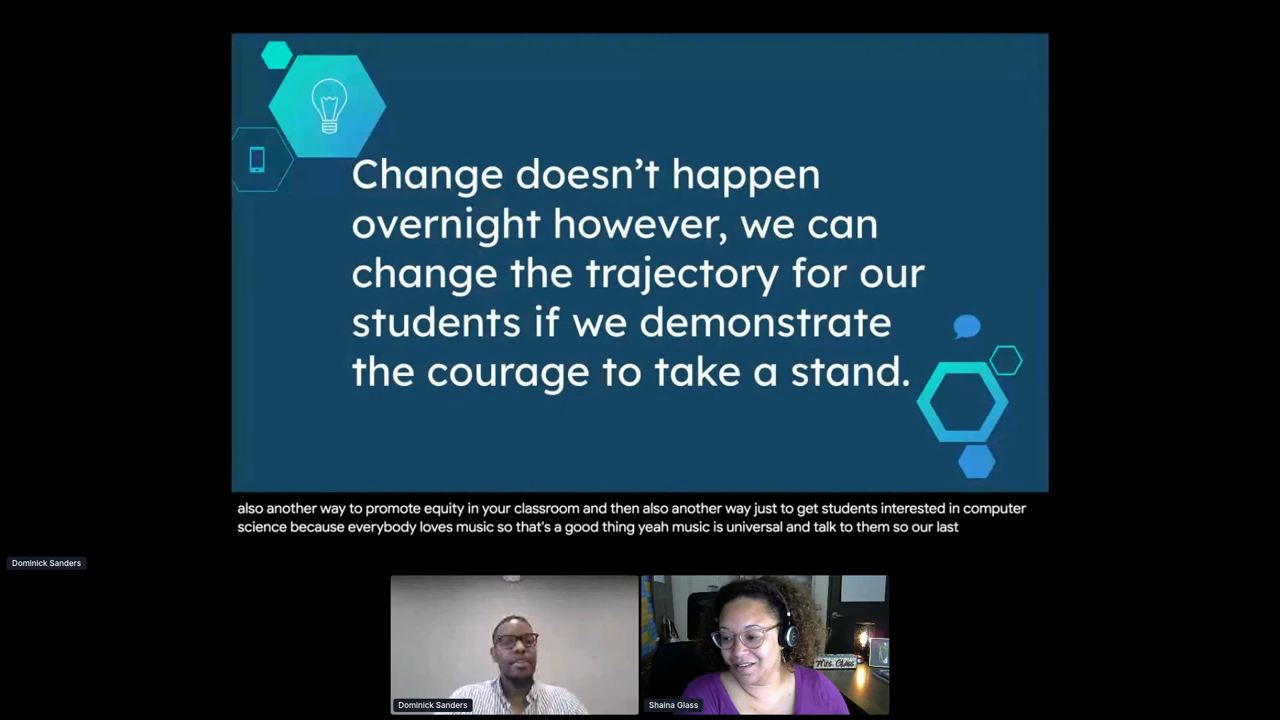 Change doesn’t happen
overnight however, we can
change the trajectory for our
students if we demonstrate
the courage to take a stand.
also another way to promote equity in your classroom and then also another way just to get students interested in computer
science because everybody loves music so that's a good thing yeah music is universal and talk to them so our last
Dominick Sanders
Dominick Sanders
Shaina Glass
Mrs. Glass